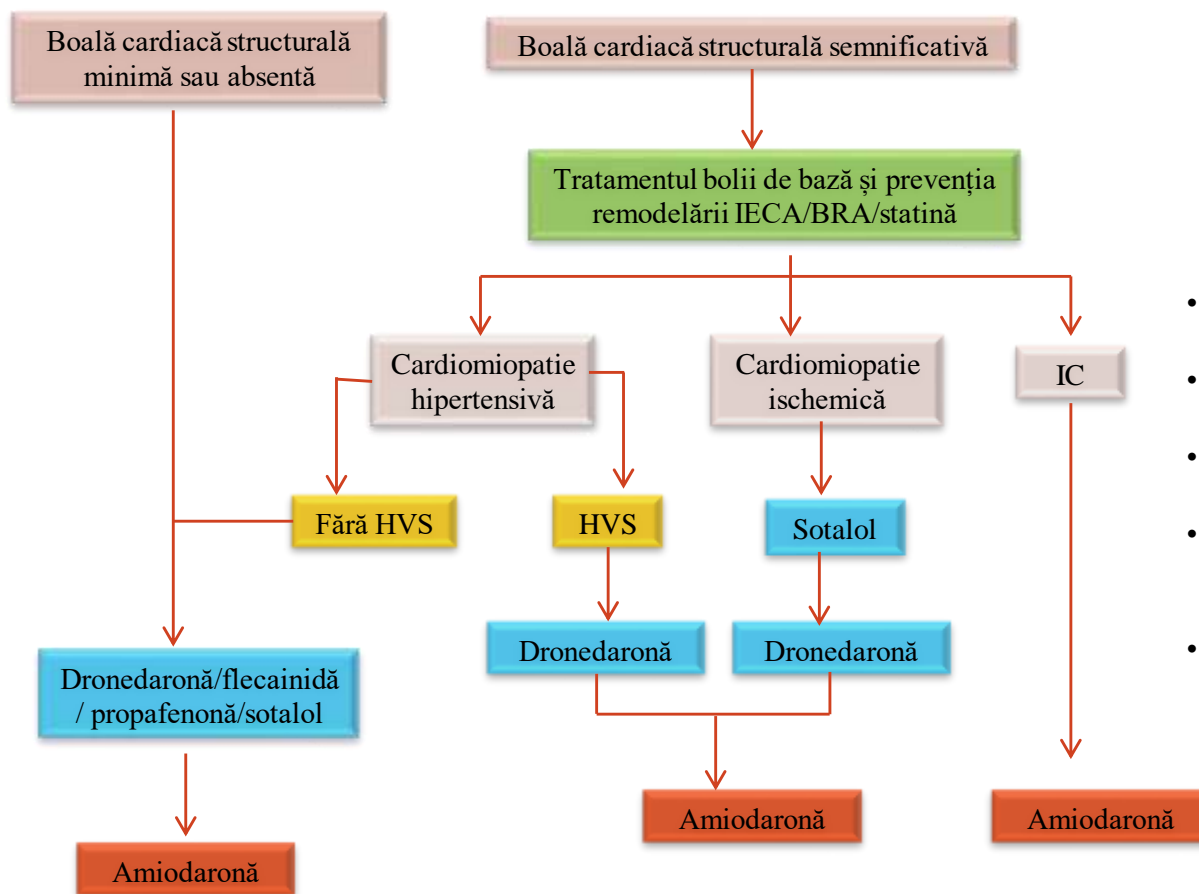 Boală cardiacă structurală
minimă sau absentă
Boală cardiacă structurală semnificativă
Tratamentul bolii de bază și prevenția
remodelării IECA/BRA/statină
Cardiomiopatie
hipertensivă
Cardiomiopatie
ischemică
IC
Fără HVS
HVS
Sotalol
Dronedaronă
Dronedaronă
Dronedaronă/flecainidă
/ propafenonă/sotalol
Amiodaronă
Amiodaronă
Amiodaronă